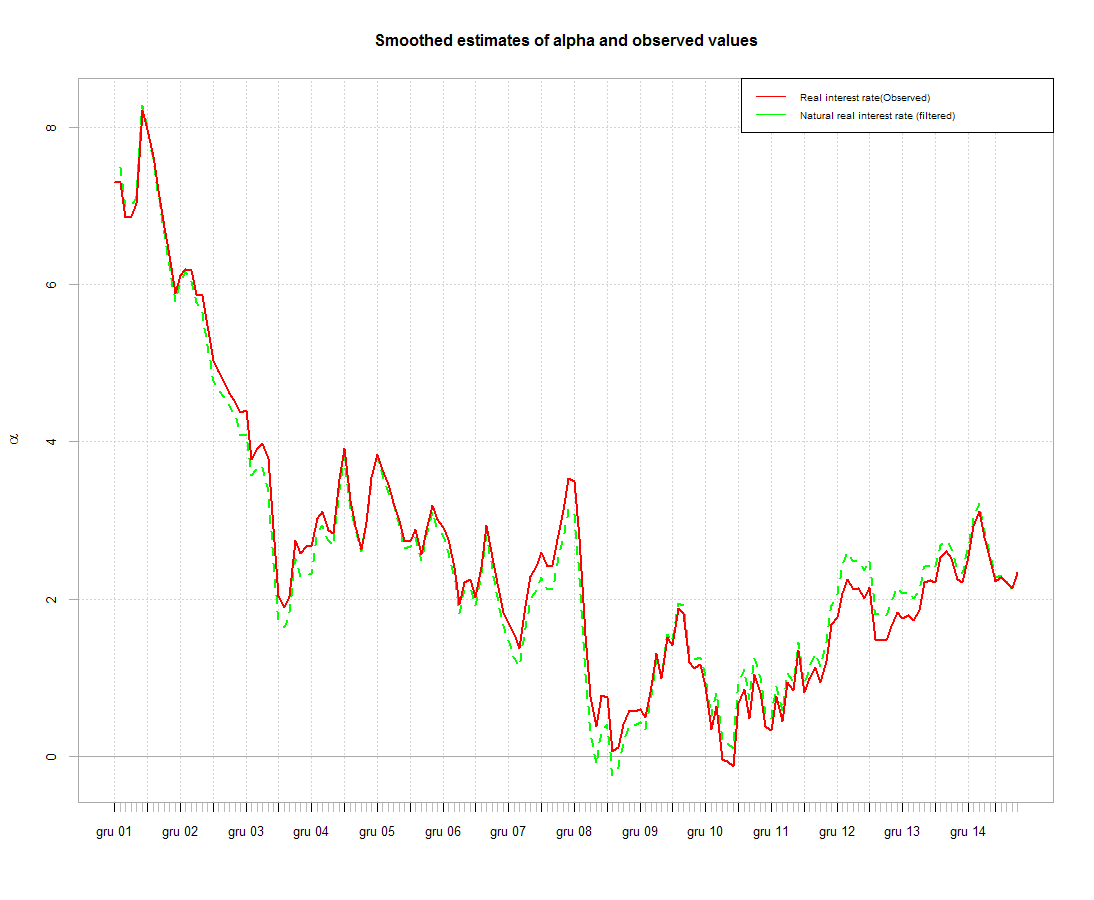 Smoothed estimates of alpha and observed values
Real interest rate(Observed)
Natural real interest rate (filtered)
8
6
4
2
0
α
gru 01 gru 02 gru 03 gru 04 gru 05 gru 06 gru 07 gru 08 gru 09 gru 10 gru 11 gru 12 gru 13 gru 14